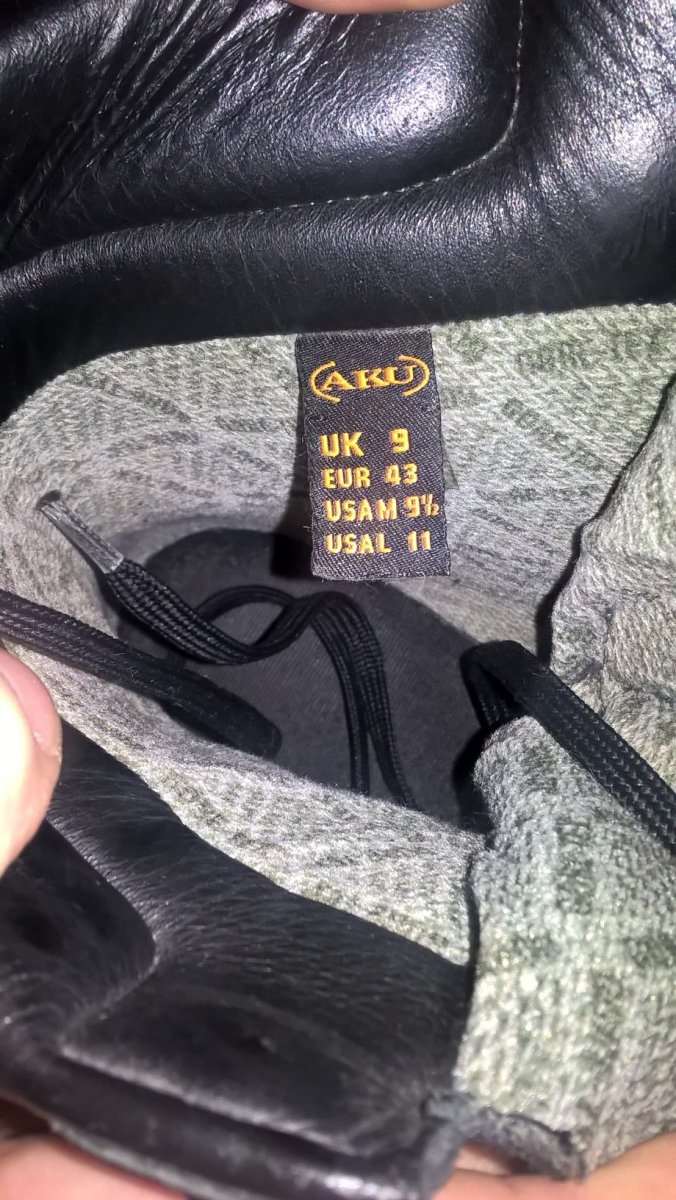 (AKU)
UK 9
EUR 43
USAM 9½
USAL 11